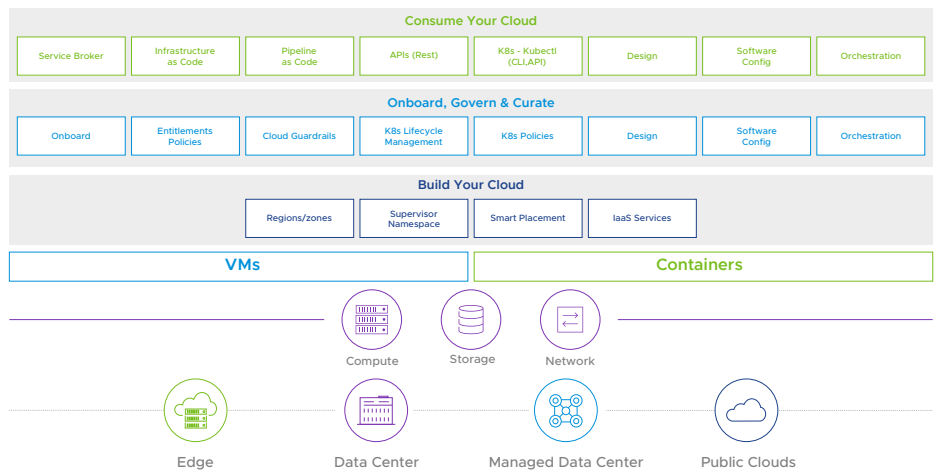 Consume Your Cloud
Service Broker
Infrastructure
as Code
Pipeline
as Code
APIs (Rest)
K8s - Kubectl
(CLI,API)
Design
Software
Config
Orchestration
Onboard, Govern & Curate
Onboard
Entitlements
Policies
Cloud Guardrails
K8s Lifecycle
Management
K8s Policies
Design
Software
Config
Orchestration
Build Your Cloud
Regions/zones
Supervisor
Namespace
Smart Placement
IaaS Services
VMs
Containers
Compute
Storage
Network
Edge
Data Center
Managed Data Center
Public Clouds